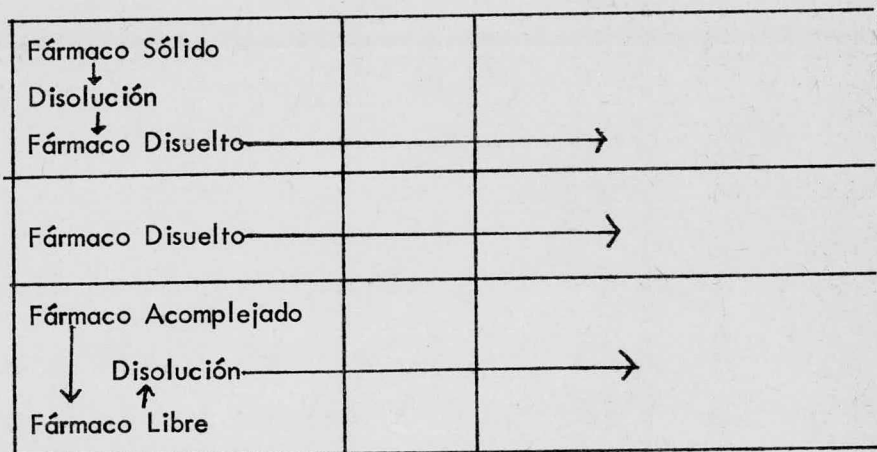 Fármaco Sólido
Disolución
Fármaco Disuelto
Fármaco Disuelto
Fármaco Acomplejado
Disolución
Fármaco Libre